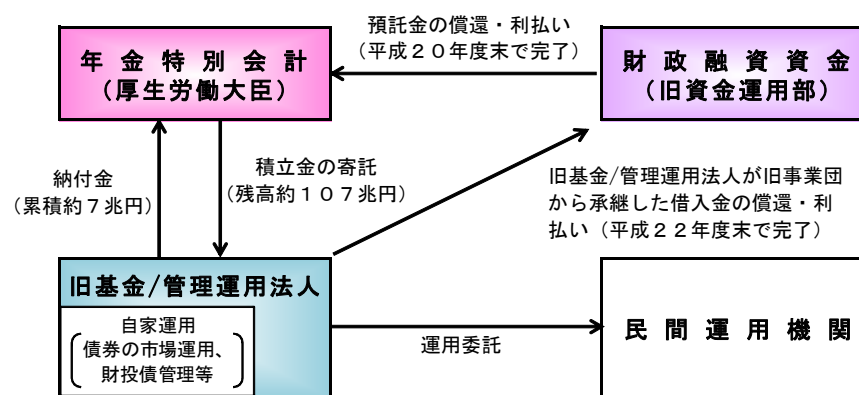 預託金の償還・利払い
（平成２０年度末で完了）
年金特別会計
（厚生労働大臣）
財政融資資金
（旧資金運用部）
納付金
（累積約７兆円）
積立金の寄託
（残高約１０７兆円）
旧基金/管理運用法人が旧事業団
から承継した借入金の償還・利
払い（平成２２年度末で完了）
旧基金/管理運用法人
自家運用
債券の市場運用、
財投債管理等
運用委託
民間運用機関